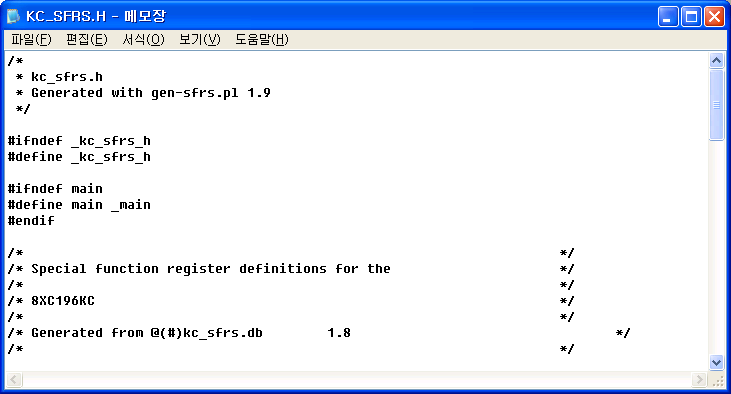 KC_SFRS.H - 메모장
파일(F) 편집(E) 서식(O) 보기(V) 도움말(H)
/*
 * kc_sfrs.h
 * Generated with gen-sfrs.pl 1.9
 */

#ifndef _kc_sfrs_h
#define _kc_sfrs_h

#ifndef main
#define main _main
#endif

/*                                                                    */
/* Special function register definitions for the                     */
/*                                                                    */
/* 8XC196KC                                                           */
/*                                                                    */
/* Generated from @(#)kc_sfrs.db        1.8                                 */
/*                                                                    */